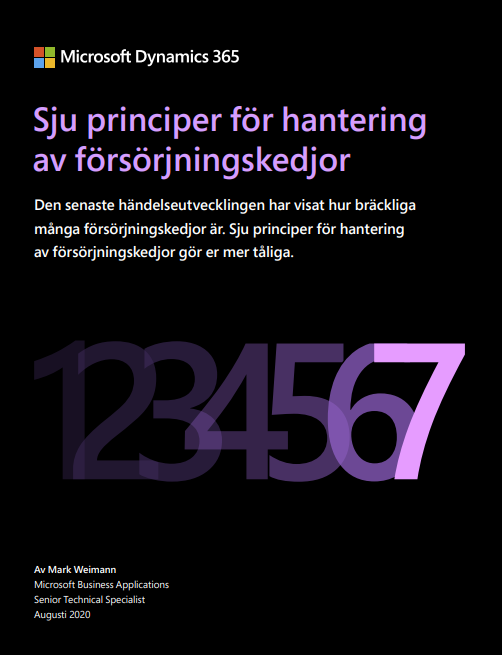 Microsoft Dynamics 365
Sju principer för hantering
av försörjningskedjor
Den senaste händelseutvecklingen har visat hur bräckliga
många försörjningskedjor är. Sju principer för hantering
av försörjningskedjor gör er mer tåliga.
1234567
Av Mark Weimann
Microsoft Business Applications
Senior Technical Specialist
Augusti 2020